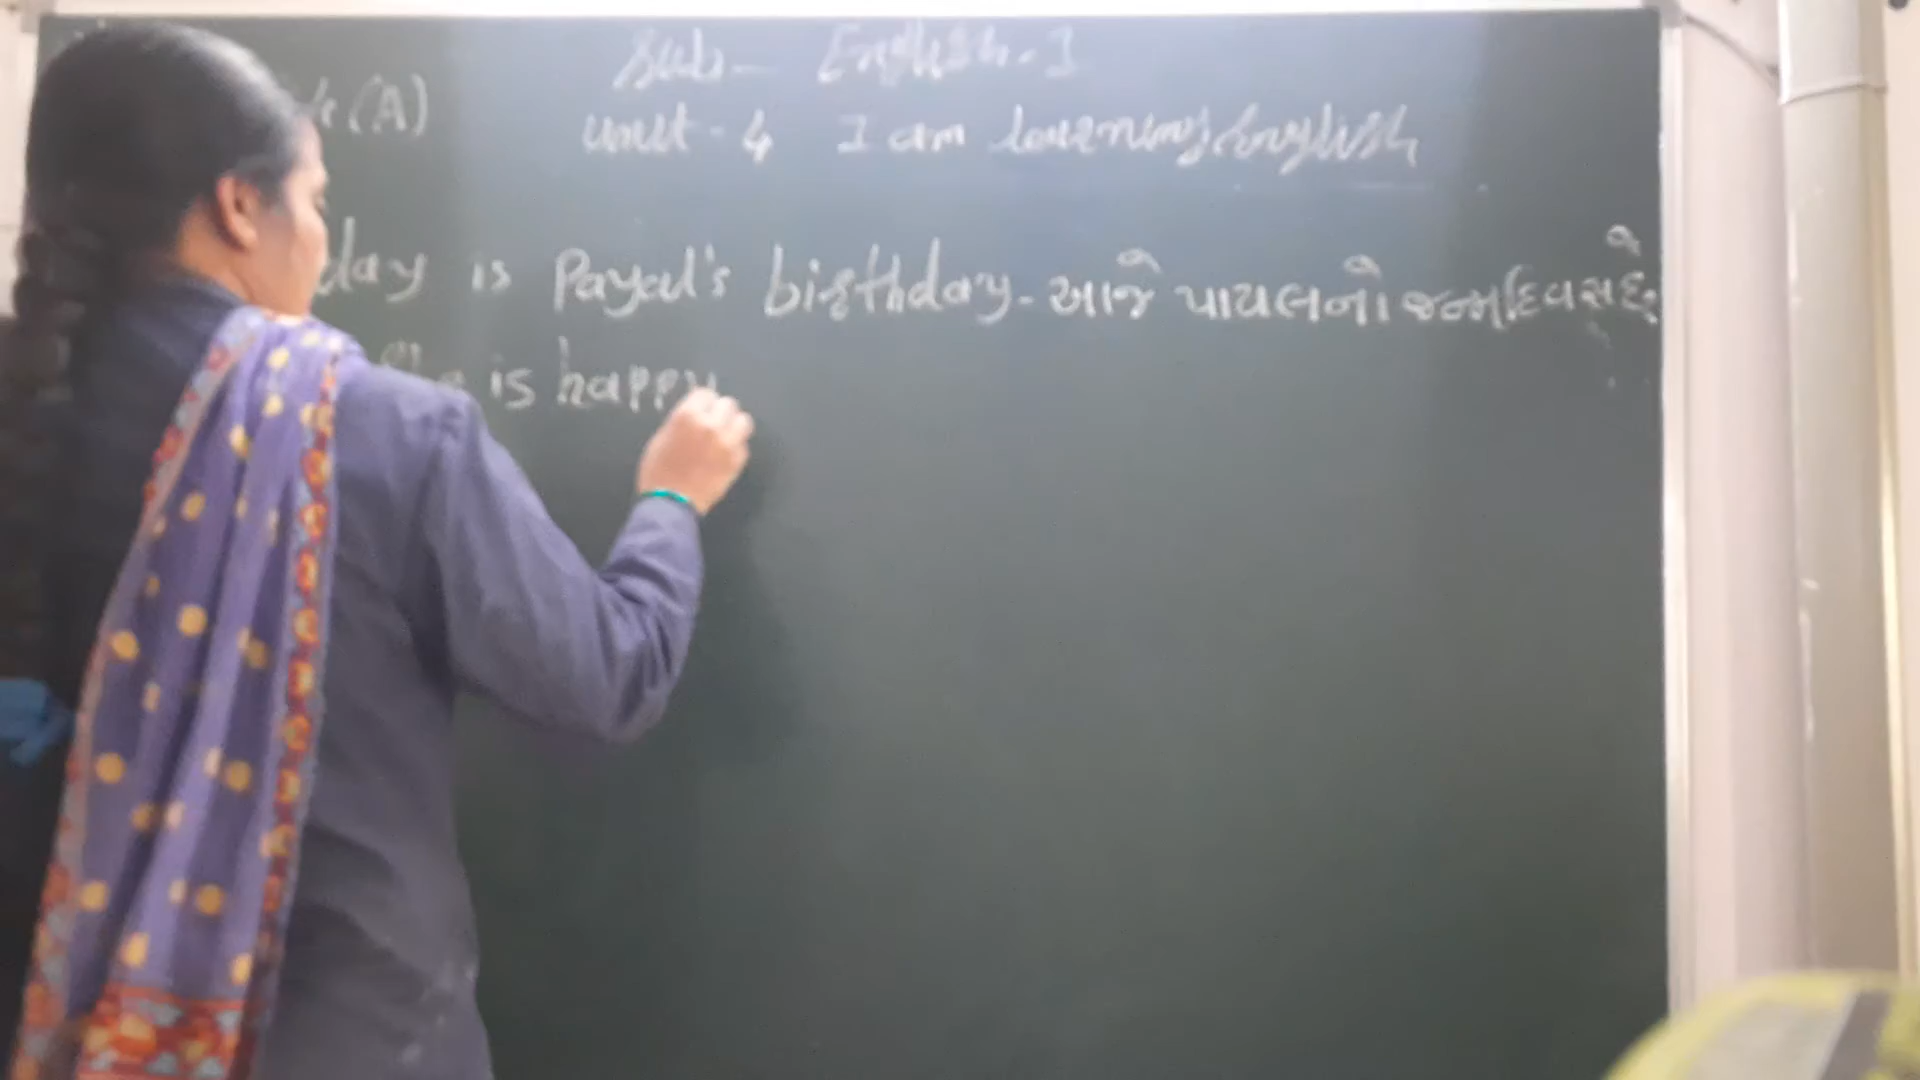 Sub - English - I
(A)
Unit - 4 I am learning English
day is Payal's birthday - આજે પાયલનો જન્મદિવસ છે
is happy